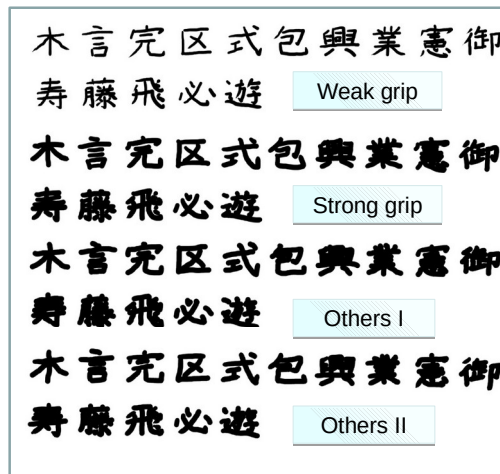 木言完区式包興業憲御
寿藤飛必遊 Weak grip
木言完区式包興業憲御
寿藤飛必遊 Strong grip
木言完区式包興業憲御
寿藤飛必遊 Others I
木言完区式包興業憲御
寿藤飛必遊 Others II